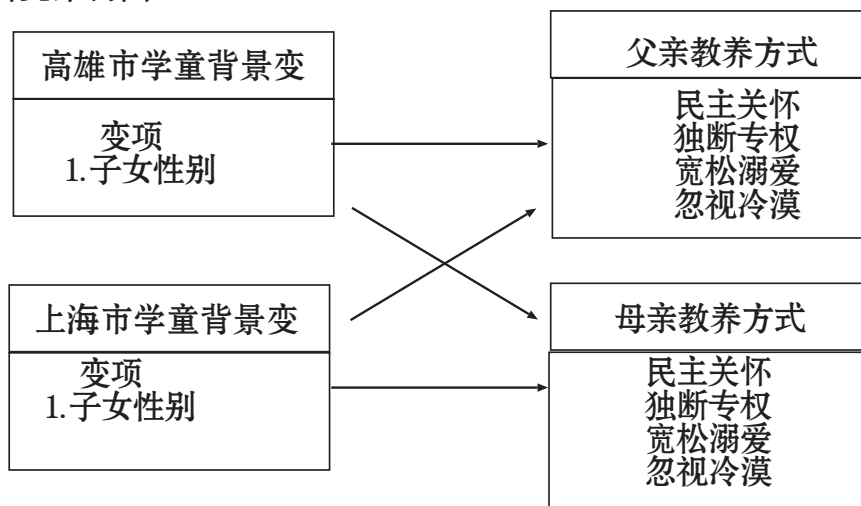 高雄市学童背景变
变项
1.子女性别
父亲教养方式
民主关怀
独断专权
宽松溺爱
忽视冷漠
上海市学童背景变
变项
1.子女性别
母亲教养方式
民主关怀
独断专权
宽松溺爱
忽视冷漠